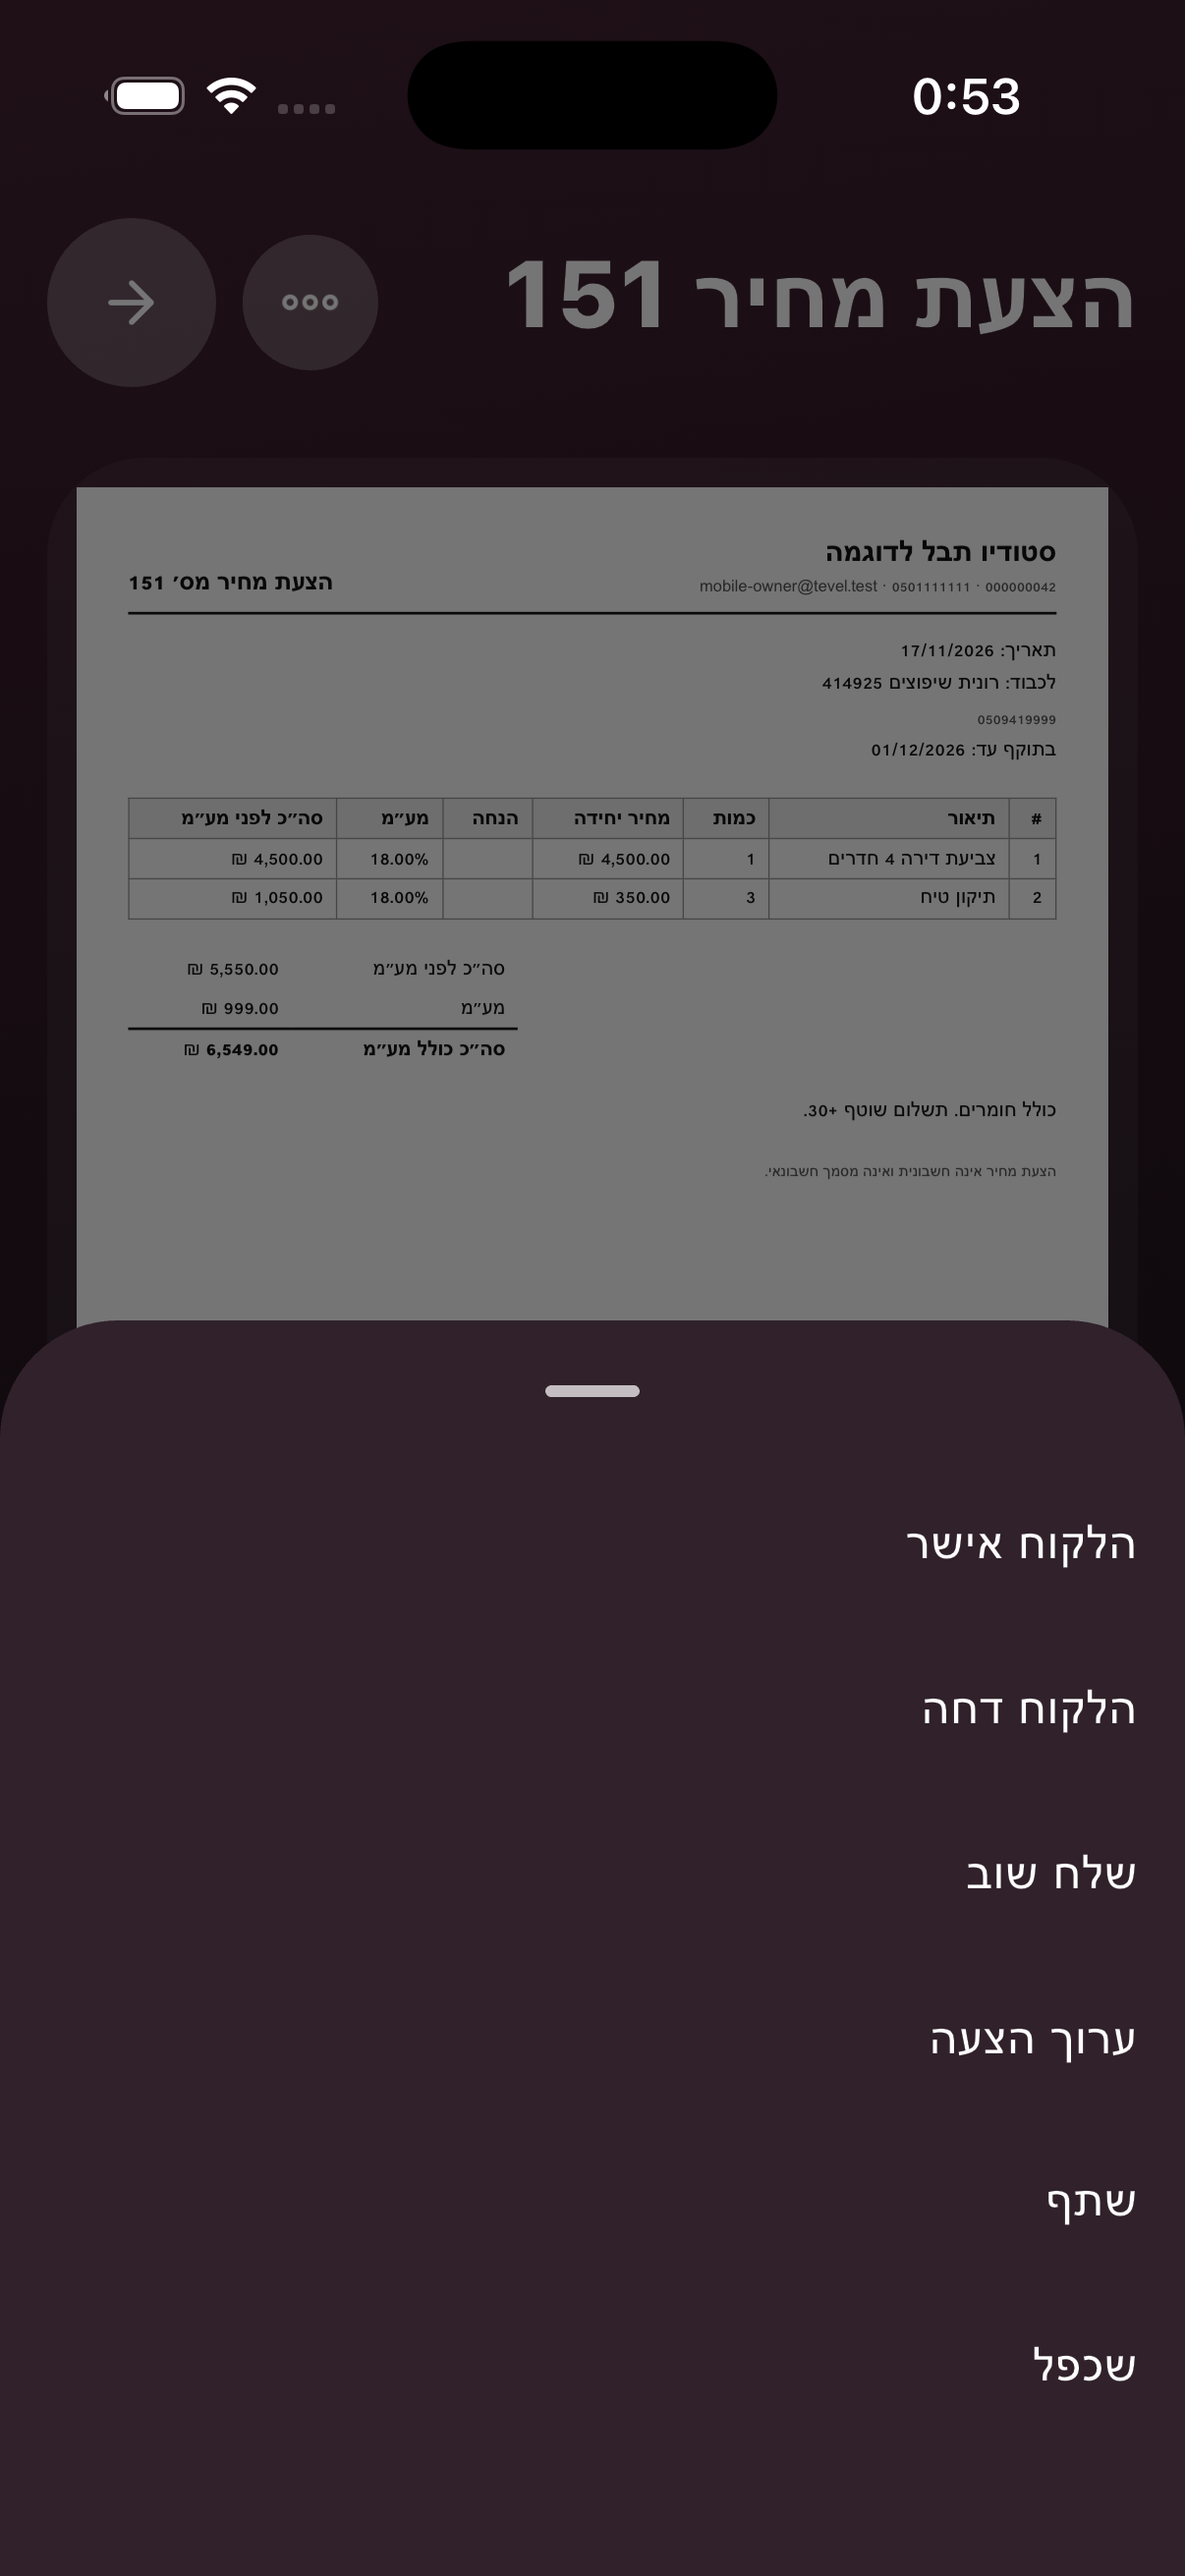 0:53
הצעת מחיר 151
סטודיו תבל לדוגמה
000000042 · 0501111111 · mobile-owner@tevel.test
הצעת מחיר מס׳ 151
תאריך: 17/11/2026
לכבוד: רונית שיפוצים 414925
0509419999
בתוקף עד: 01/12/2026
# תיאור כמות מחיר יחידה הנחה מע״מ סה״כ לפני מע״מ
1 צביעת דירה 4 חדרים 1 4,500.00 ₪ 18.00% 4,500.00 ₪
2 תיקון טיח 3 350.00 ₪ 18.00% 1,050.00 ₪
סה״כ לפני מע״מ 5,550.00 ₪
מע״מ 999.00 ₪
סה״כ כולל מע״מ 6,549.00 ₪
כולל חומרים. תשלום שוטף +30.
הצעת מחיר אינה חשבונית ואינה מסמך חשבונאי.
הלקוח אישר
הלקוח דחה
שלח שוב
ערוך הצעה
שתף
שכפל